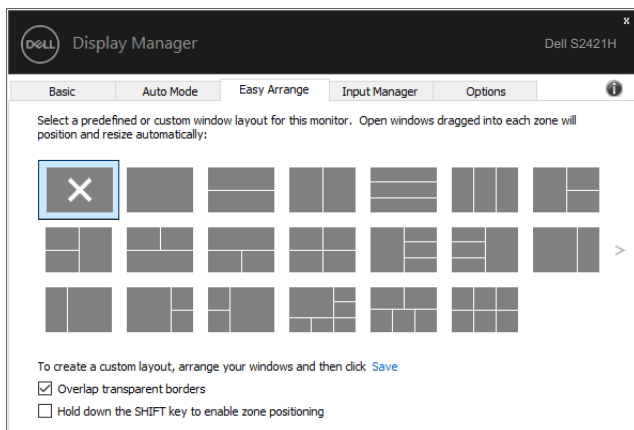 x
DELL Display Manager Dell S2421H
Basic Auto Mode Easy Arrange Input Manager Options
Select a predefined or custom window layout for this monitor. Open windows dragged into each zone will
position and resize automatically:
To create a custom layout, arrange your windows and then click Save
Overlap transparent borders
Hold down the SHIFT key to enable zone positioning